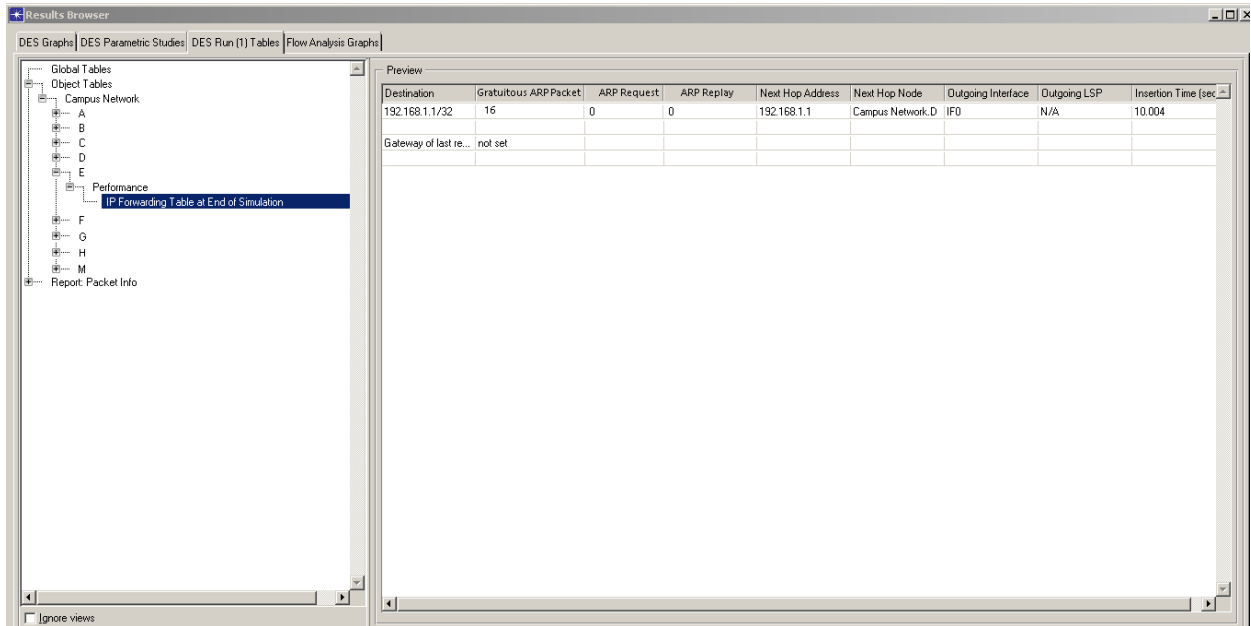 Results Browser
DES Graphs DES Parametric Studies DES Run (1) Tables Flow Analysis Graphs
Global Tables
Object Tables
Campus Network
A
B
C
D
E
Performance
IP Forwarding Table at End of Simulation
F
G
H
M
Report: Packet Info
Ignore views
Preview
Destination Gratuitous ARP Packet ARP Request ARP Replay Next Hop Address Next Hop Node Outgoing Interface Outgoing LSP Insertion Time (sec
192.168.1.1/32 16 0 0 192.168.1.1 Campus Network.D IF0 N/A 10.004
Gateway of last re... not set